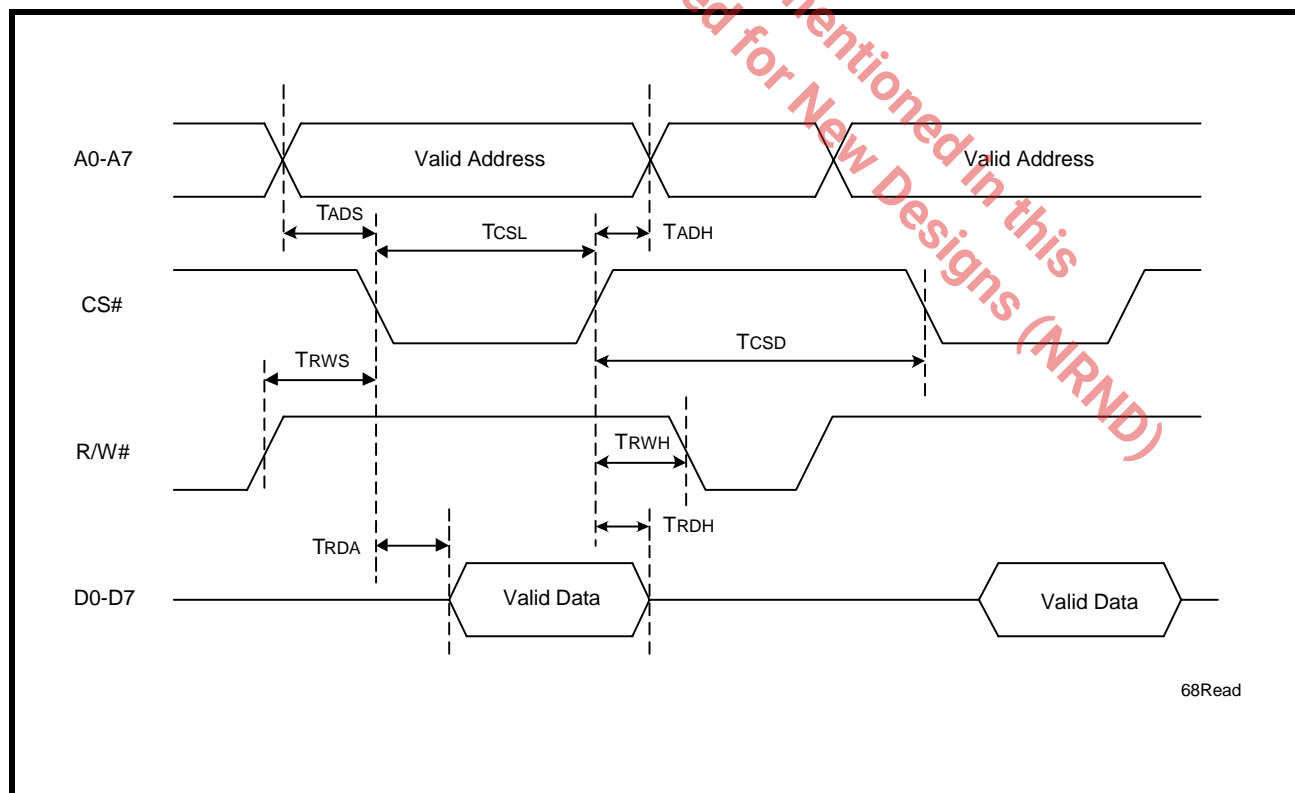 mentioned in this
ed for New Designs (NRND)
A0-A7
Valid Address
Valid Address
TADS
TCSL
TADH
CS#
TCSD
TRWS
R/W#
TRWH
TRDH
TRDA
D0-D7
Valid Data
Valid Data
68Read